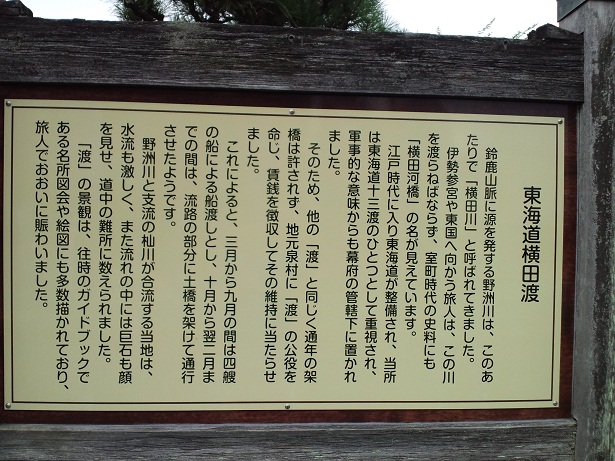 東海道横田渡
鈴鹿山脈に源を発する野洲川は、このあ
たりで「横田川」と呼ばれてきました。
伊勢参宮や東国へ向かう旅人は、この川
を渡らねばならず、室町時代の史料にも
「横田河橋」の名が見えています。
江戸時代に入り東海道が整備され、当所
は東海道十三渡のひとつとして重視され、
軍事的な意味からも幕府の管轄下に置かれ
ました。
そのため、他の「渡」と同じく通年の架
橋は許されず、地元泉村に「渡」の公役を
命じ、賃銭を徴収してその維持に当たらせ
ました。
これによると、三月から九月の間は四艘
の船による船渡しとし、十月から翌二月ま
での間は、流路の部分に土橋を架けて通行
させたようです。
野洲川と支流の杣川が合流する当地は、
水流も激しく、また流れの中には巨石も顔
を見せ、道中の難所に数えられました。
「渡」の景観は、往時のガイドブックで
ある名所図会や絵図にも多数描かれており、
旅人でおおいに賑わいました。